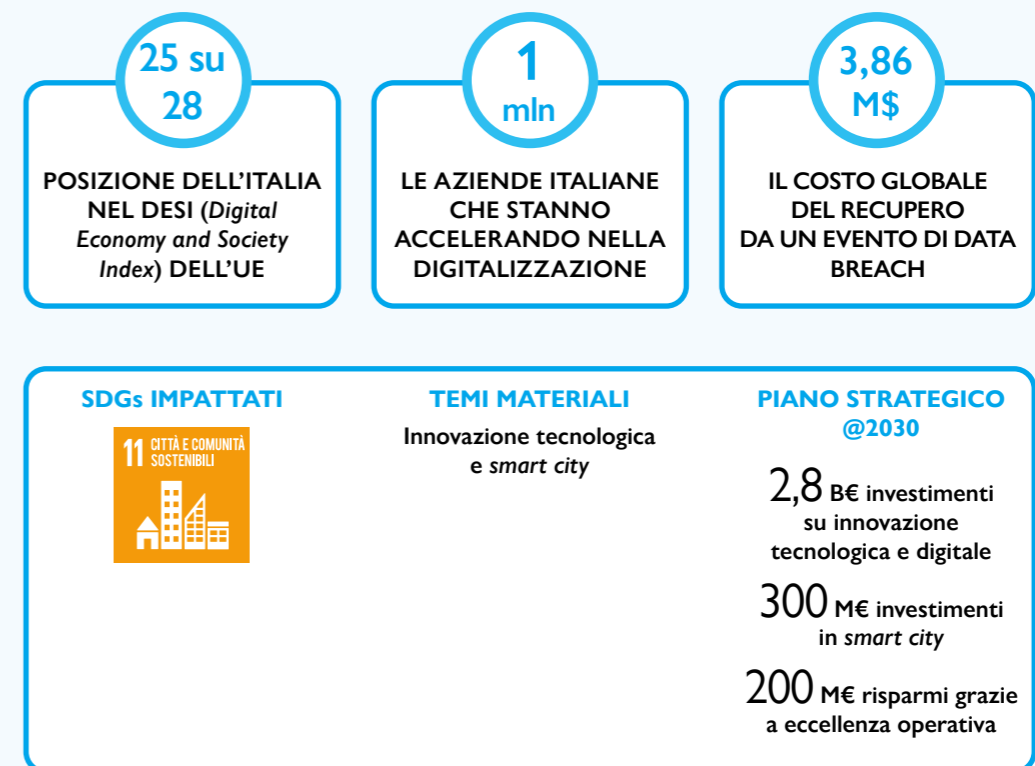 25 su
28
POSIZIONE DELL'ITALIA
NEL DESI (Digital
Economy and Society
Index) DELL'UE
1
mln
LE AZIENDE ITALIANE
CHE STANNO
ACCELERANDO NELLA
DIGITALIZZAZIONE
3,86
M$
IL COSTO GLOBALE
DEL RECUPERO
DA UN EVENTO DI DATA
BREACH
SDGs IMPATTATI
11 CITTÀ E COMUNITÀ
SOSTENIBILI
TEMI MATERIALI
Innovazione tecnologica
e smart city
PIANO STRATEGICO
@2030
2,8 B€ investimenti
su innovazione
tecnologica e digitale
300 M€ investimenti
in smart city
200 M€ risparmi grazie
a eccellenza operativa